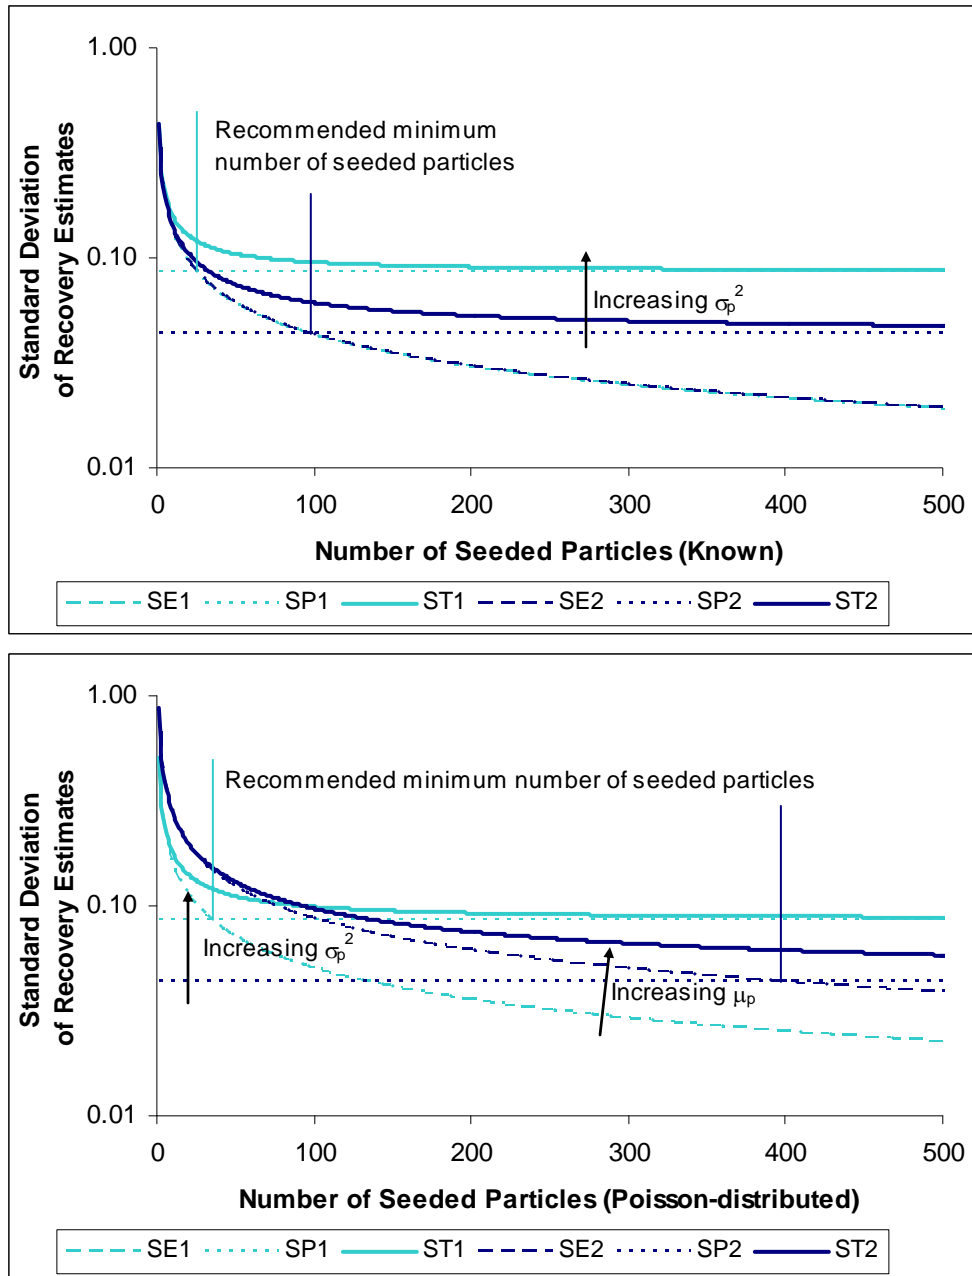 1.00
Standard Deviation
of Recovery Estimates
Recommended minimum
number of seeded particles
0.10
Increasing σp²
0.01
0 100 200 300 400 500
Number of Seeded Particles (Known)
SE1 SP1 ST1 SE2 SP2 ST2
1.00
Standard Deviation
of Recovery Estimates
Recommended minimum number of seeded particles
0.10
Increasing σp²
Increasing μp
0.01
0 100 200 300 400 500
Number of Seeded Particles (Poisson-distributed)
SE1 SP1 ST1 SE2 SP2 ST2